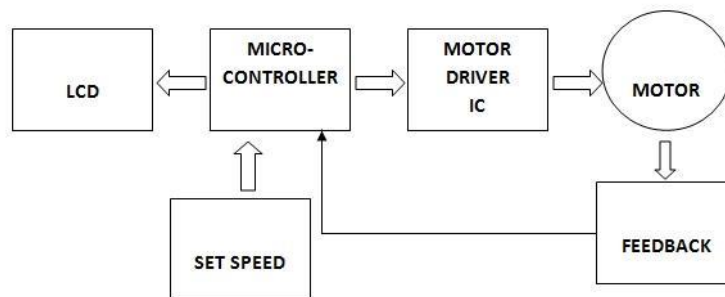 LCD
MICRO-
CONTROLLER
MOTOR
DRIVER
IC
MOTOR
SET SPEED
FEEDBACK